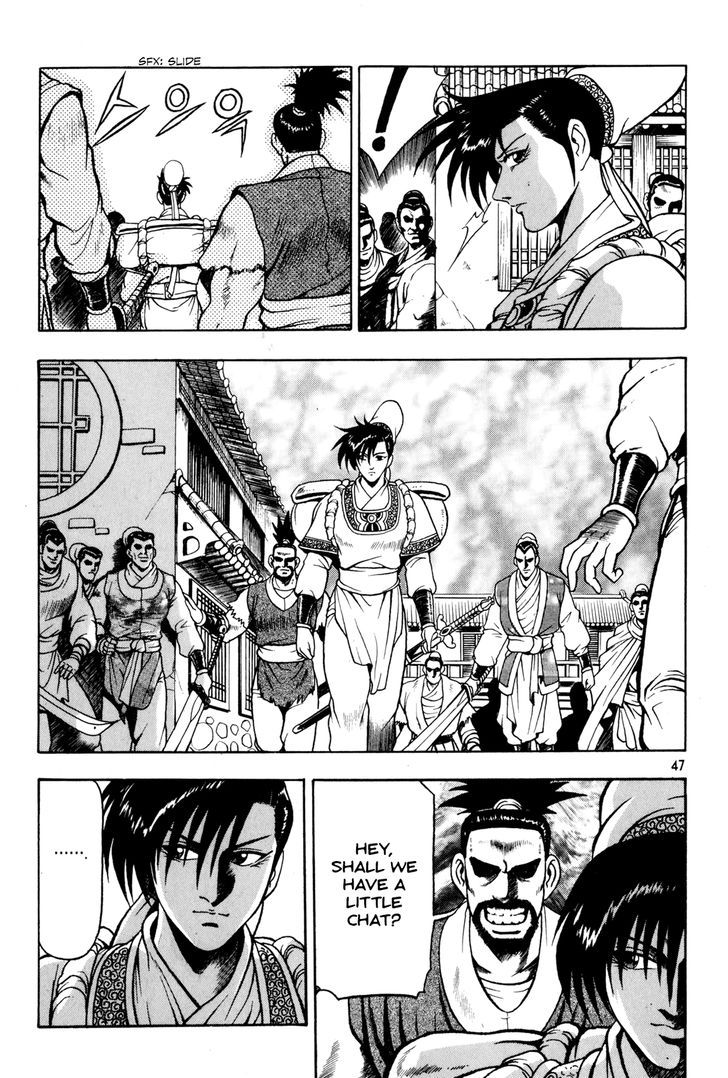 SFX: SLIDE
스으윽
!
47
......
HEY,
SHALL WE
HAVE A
LITTLE
CHAT?